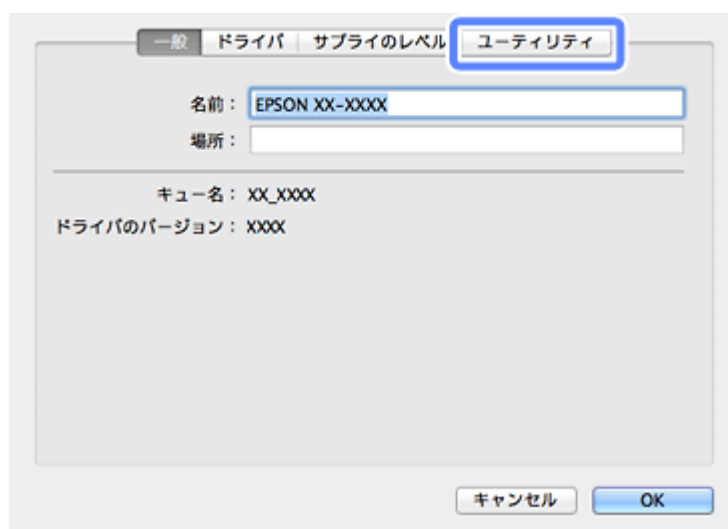 一般 ドライバ サプライのレベル ユーティリティ
名前： EPSON XX-XXXX
場所：
キュー名： XX_XXXX
ドライバのバージョン： XXXX
キャンセル OK